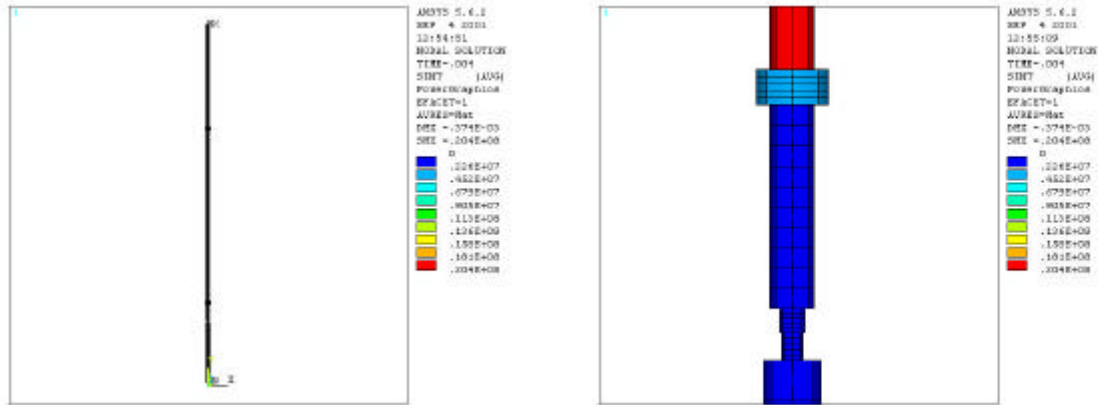 1
ANSYS 5.6.2
SEP 4 2001
12:54:51
NODAL SOLUTION
TIME=.004
SINT (AVG)
PowerGraphics
EFACET=1
AVRES=Mat
DMX =.374E-03
SMX =.204E+08
0
.226E+07
.452E+07
.679E+07
.905E+07
.113E+08
.136E+08
.158E+08
.181E+08
.204E+08
MX
Z
1
ANSYS 5.6.2
SEP 4 2001
12:55:09
NODAL SOLUTION
TIME=.004
SINT (AVG)
PowerGraphics
EFACET=1
AVRES=Mat
DMX =.374E-03
SMX =.204E+08
0
.226E+07
.452E+07
.679E+07
.905E+07
.113E+08
.136E+08
.158E+08
.181E+08
.204E+08